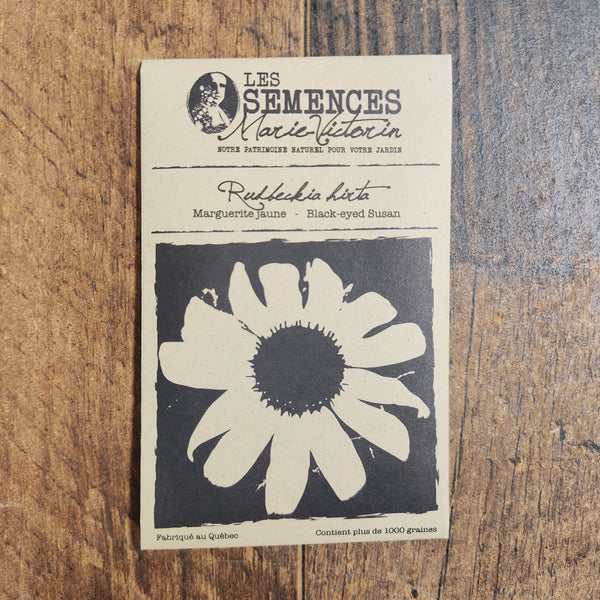 LES
SEMENCES
Marie-Victorin
NOTRE PATRIMOINE NATUREL POUR VOTRE JARDIN
Rudbeckia hirta
Marguerite jaune - Black-eyed Susan
Fabriqué au Québec
Contient plus de 1000 graines